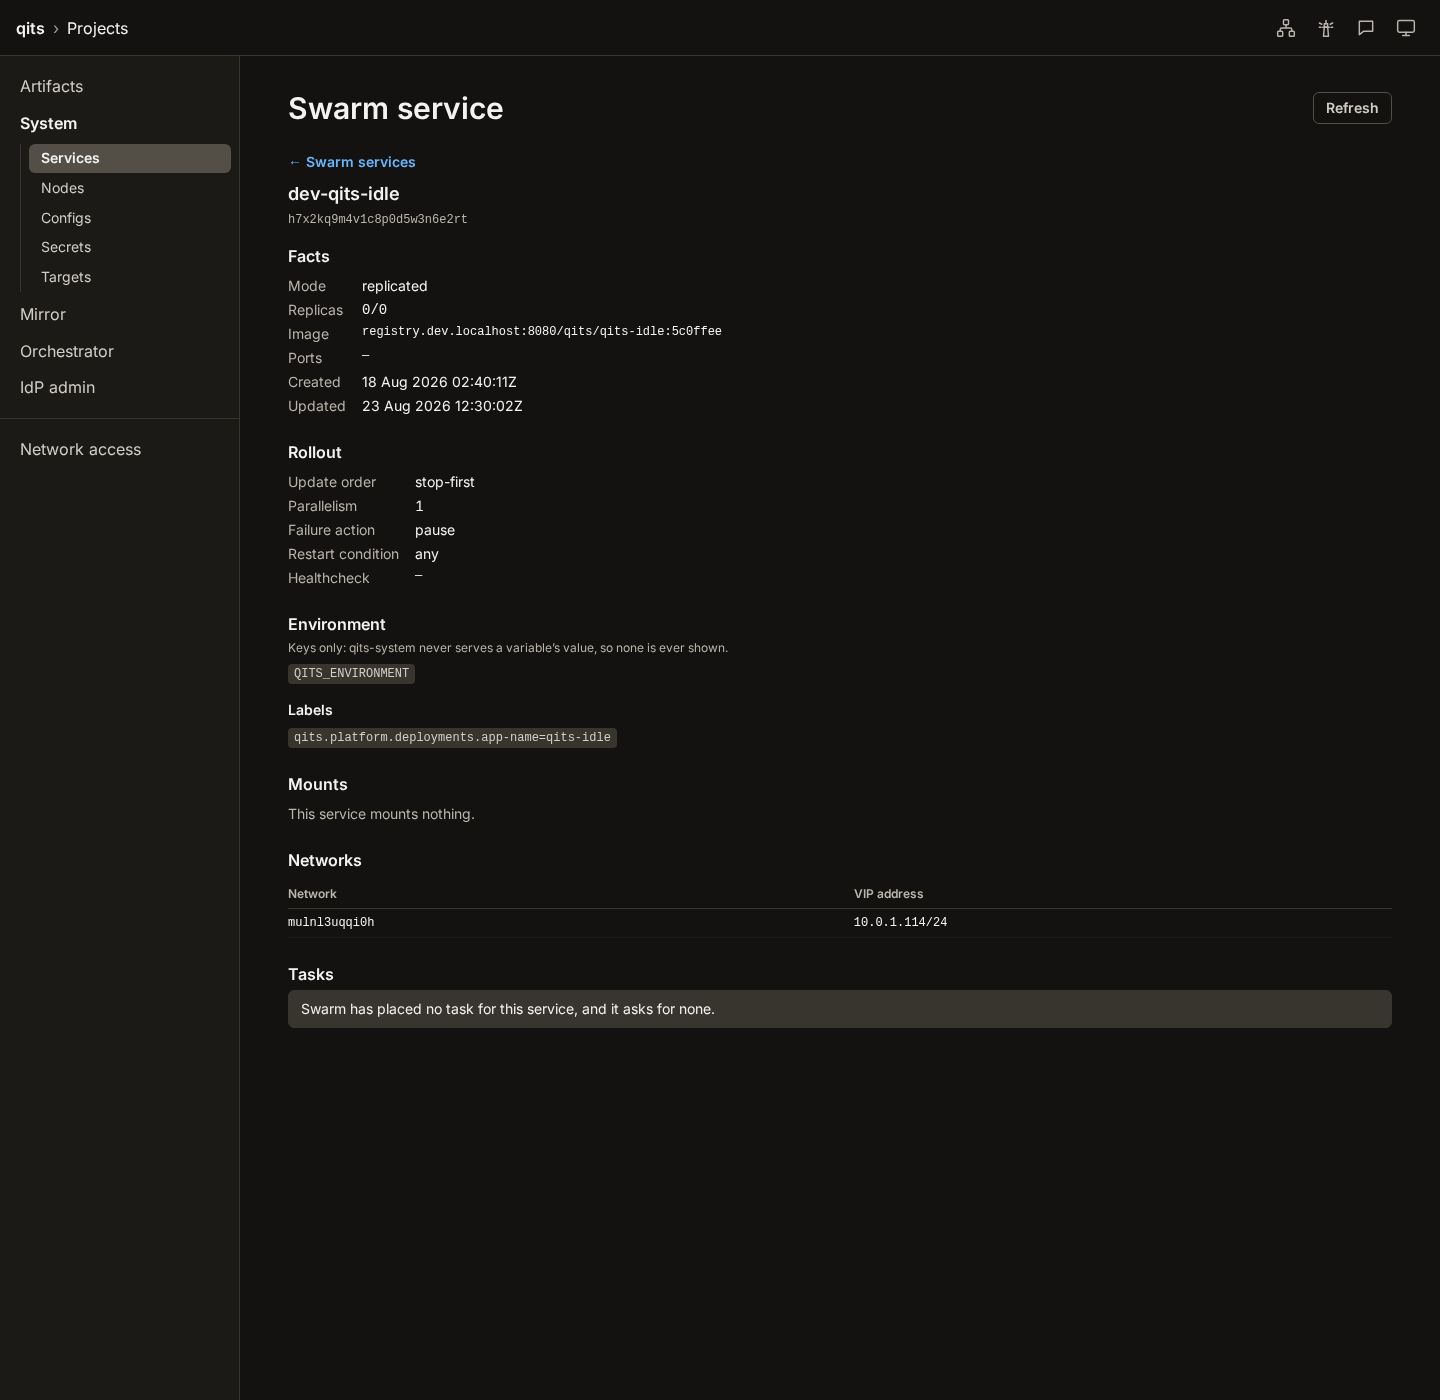 qits › Projects
Artifacts
System
Services
Nodes
Configs
Secrets
Targets
Mirror
Orchestrator
IdP admin
Network access
Swarm service
Refresh
← Swarm services
dev-qits-idle
h7x2kq9m4v1c8p0d5w3n6e2rt
Facts
Mode replicated
Replicas 0/0
Image registry.dev.localhost:8080/qits/qits-idle:5c0ffee
Ports —
Created 18 Aug 2026 02:40:11Z
Updated 23 Aug 2026 12:30:02Z
Rollout
Update order stop-first
Parallelism 1
Failure action pause
Restart condition any
Healthcheck —
Environment
Keys only: qits-system never serves a variable’s value, so none is ever shown.
QITS_ENVIRONMENT
Labels
qits.platform.deployments.app-name=qits-idle
Mounts
This service mounts nothing.
Networks
Network VIP address
mulnl3uqqi0h 10.0.1.114/24
Tasks
Swarm has placed no task for this service, and it asks for none.